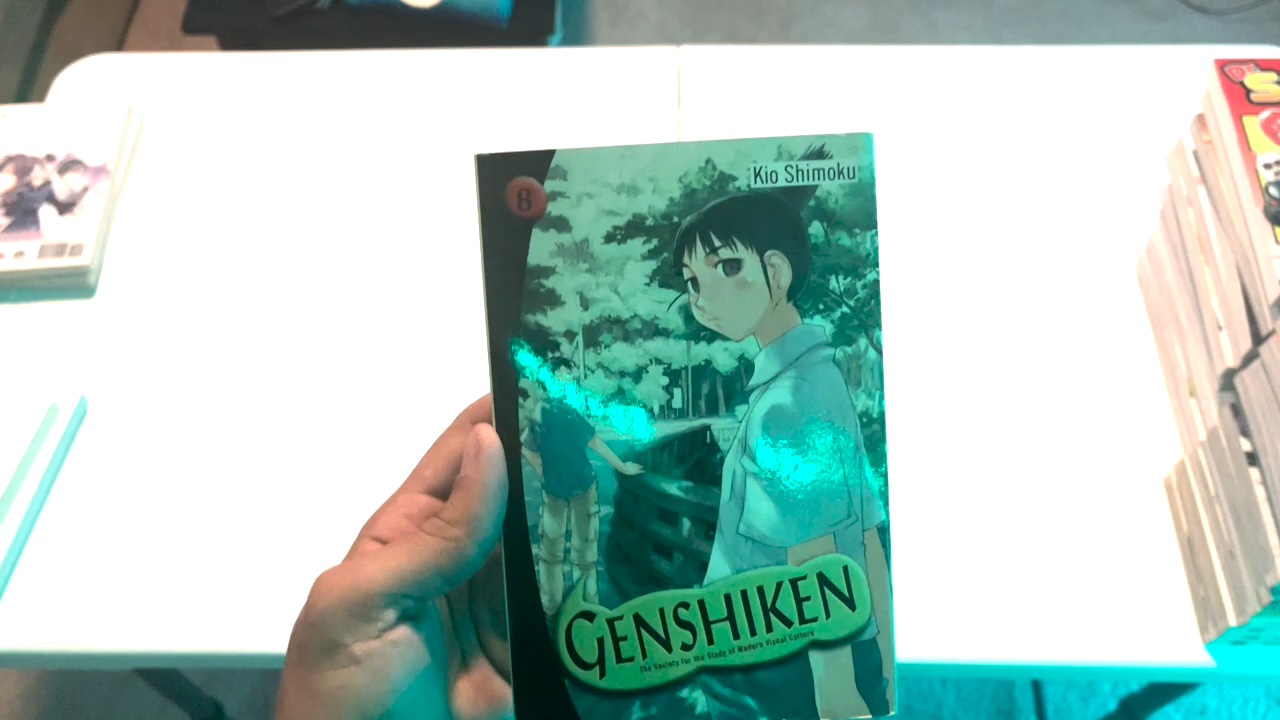 8
Kio Shimoku
GENSHIKEN
The Society for the Study of Modern Visual Culture